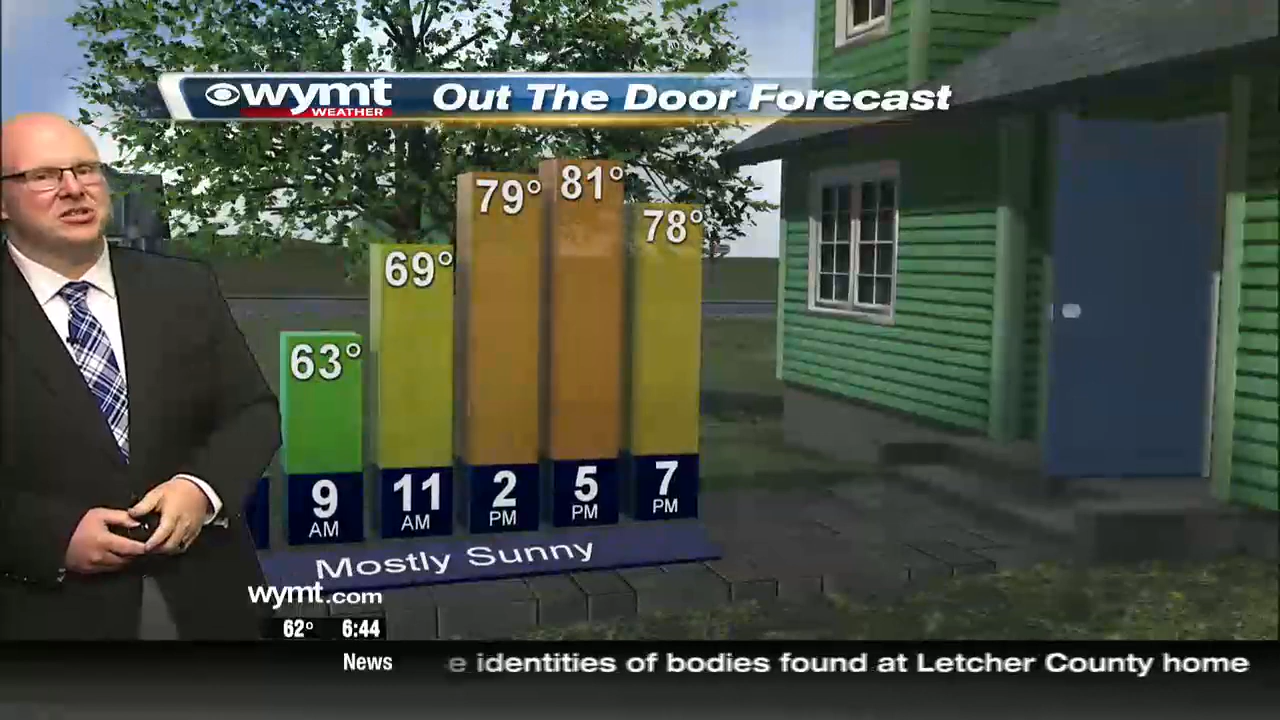 wymt
WEATHER
Out The Door Forecast
63° 69° 79° 81° 78°
9 AM 11 AM 2 PM 5 PM 7 PM
Mostly Sunny
wymt.com
62° 6:44
News e identities of bodies found at Letcher County home